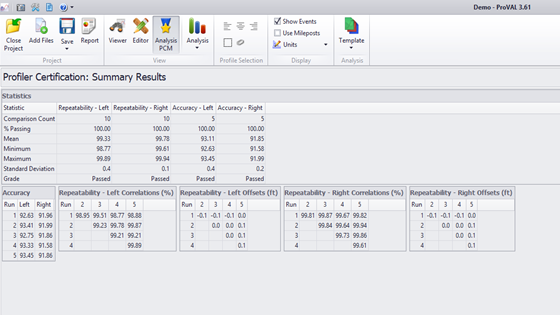 Demo - ProVAL 3.61
Close Project
Add Files
Save
Report
Viewer
Editor
Analysis PCM
Analysis
Show Events
Use Mileposts
Units
Template
Project
View
Profile Selection
Display
Analysis
Profiler Certification: Summary Results
Statistics
Statistic Repeatability - Left Repeatability - Right Accuracy - Left Accuracy - Right
Comparison Count 10 10 5 5
% Passing 100.00 100.00 100.00 100.00
Mean 99.33 99.78 93.11 91.85
Minimum 98.77 99.61 92.63 91.58
Maximum 99.89 99.94 93.45 91.99
Standard Deviation 0.4 0.1 0.4 0.2
Grade Passed Passed Passed Passed
Accuracy
Run Left Right
1 92.63 91.96
2 93.41 91.99
3 92.75 91.86
4 93.33 91.58
5 93.45 91.86
Repeatability - Left Correlations (%)
Run 2 3 4 5
1 98.95 99.51 98.77 98.88
2 99.23 99.78 99.87
3 99.21 99.21
4 99.89
Repeatability - Left Offsets (ft)
Run 2 3 4 5
1 -0.1 -0.1 -0.1 0.0
2 0.0 0.0 0.1
3 0.0 0.1
4 0.1
Repeatability - Right Correlations (%)
Run 2 3 4 5
1 99.81 99.87 99.67 99.82
2 99.84 99.64 99.94
3 99.73 99.86
4 99.61
Repeatability - Right Offsets (ft)
Run 2 3 4 5
1 -0.1 -0.1 -0.1 0.0
2 0.0 0.0 0.1
3 0.0 0.1
4 0.1